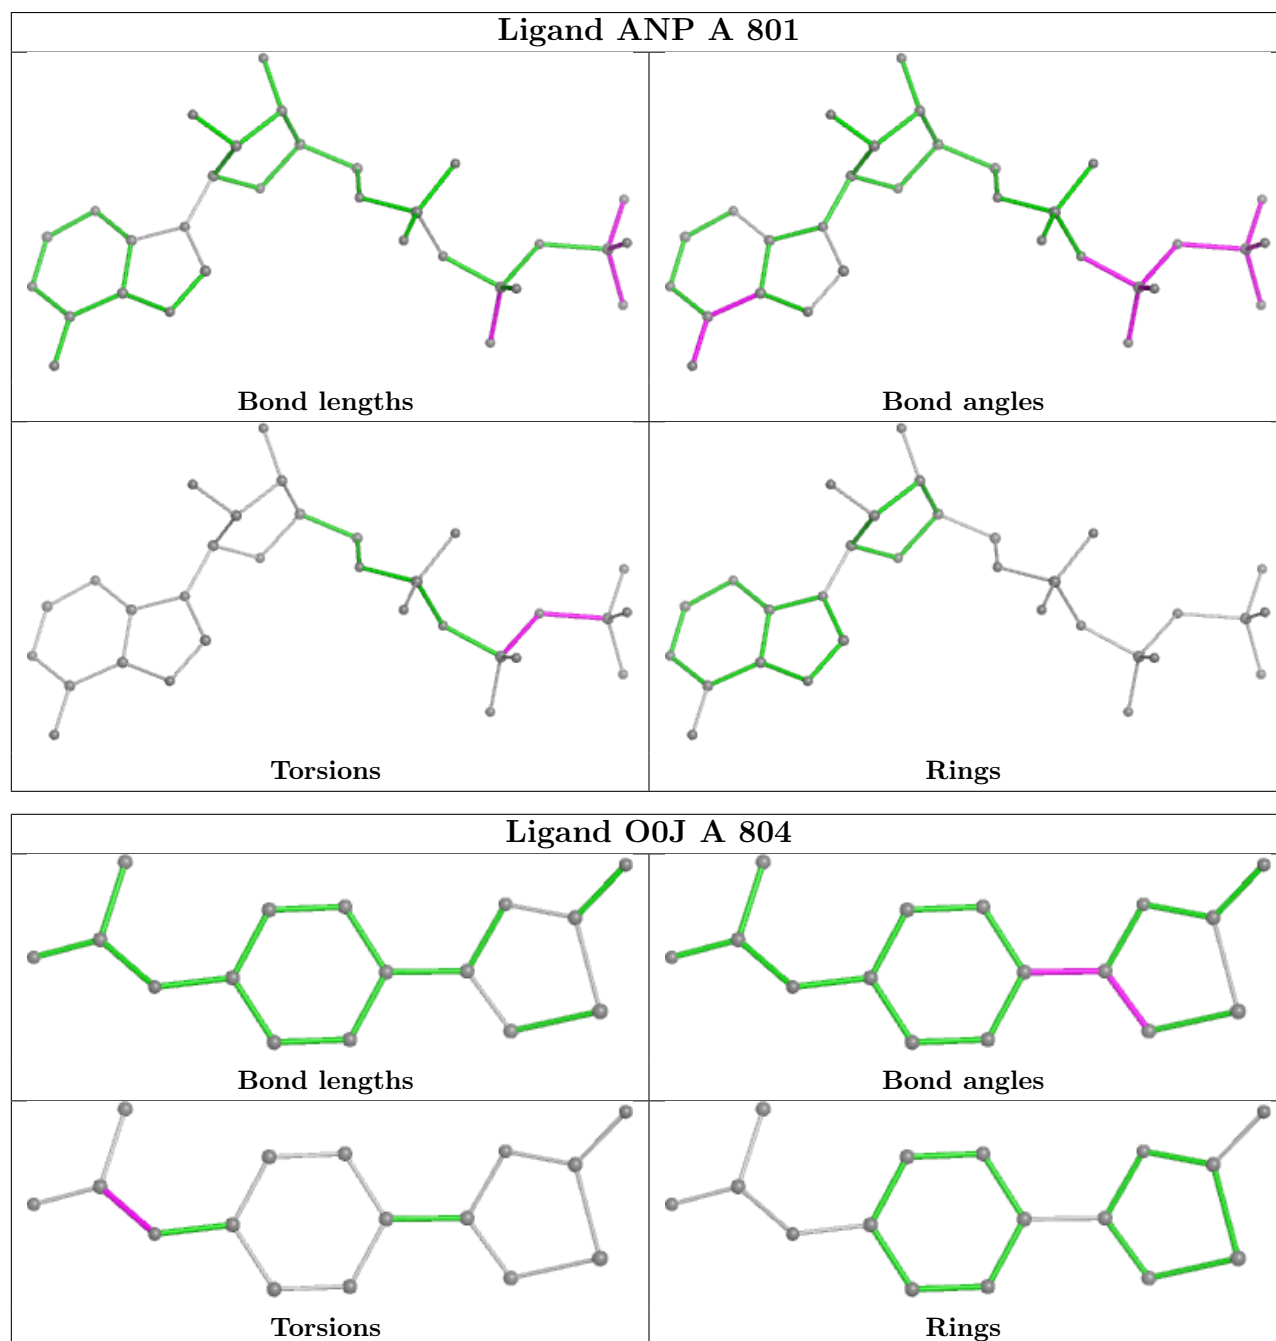 Ligand ANP A 801
Bond lengths
Bond angles
Torsions
Rings
Ligand O0J A 804
Bond lengths
Bond angles
Torsions
Rings